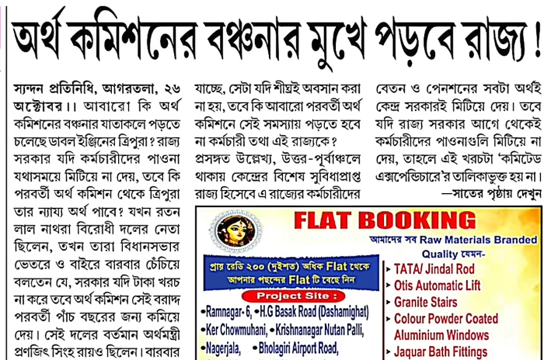 অর্থ কমিশনের বঞ্চনার মুখে পড়বে রাজ্য!
স্যন্দন প্রতিনিধি, আগরতলা, ২৬
অক্টোবর।। আবারো কি অর্থ
কমিশনের বঞ্চনার যাতাকলে পড়তে
চলেছে ডাবল ইঞ্জিনের ত্রিপুরা? রাজ্য
সরকার যদি কর্মচারীদের পাওনা
যথাসময়ে মিটিয়ে না দেয়, তবে কি
পরবর্তী অর্থ কমিশন থেকে ত্রিপুরা
তার ন্যায্য অর্থ পাবে? যখন রতন
লাল নাথরা বিরোধী দলের নেতা
ছিলেন, তখন তারা বিধানসভার
ভেতরে ও বাইরে বারবার চেঁচিয়ে
বলতেন যে, সরকার যদি টাকা খরচ
না করে তবে অর্থ কমিশন সেই বরাদ্দ
পরবর্তী পাঁচ বছরের জন্য কমিয়ে
দেয়। সেই দলের বর্তমান অর্থমন্ত্রী
প্রণজিৎ সিংহ রায়ও ছিলেন। বারবার
যাচ্ছে, সেটা যদি শীঘ্রই অবসান করা
না হয়, তবে কি আবারো পরবর্তী অর্থ
কমিশনে সেই সমস্যায় পড়তে হবে
না কর্মচারী তথা এই রাজ্যকে?
প্রসঙ্গত উল্লেখ্য, উত্তর-পূর্বাঞ্চলে
থাকায় কেন্দ্রের বিশেষ সুবিধাপ্রাপ্ত
রাজ্য হিসেবে এ রাজ্যের কর্মচারীদের
বেতন ও পেনশনের সবটা অর্থই
কেন্দ্র সরকারই মিটিয়ে দেয়। তবে
যদি রাজ্য সরকার আগে থেকেই
কর্মচারীদের পাওনাগুলি মিটিয়ে না
দেয়, তাহলে এই খরচটা 'কমিটেড
এক্সপেন্ডিচারে'র তালিকাভুক্ত হয় না।
—সাতের পৃষ্ঠায় দেখুন
FLAT BOOKING
প্রায় রেডি ২০০ (দুইশত) অধিক Flat থেকে
আপনার পছন্দের Flat টি বেছে নিন
Project Site :
•Ramnagar- 6, •H.G Basak Road (Dashamighat)
•Ker Chowmuhani, •Krishnanagar Nutan Palli,
•Nagerjala, •Bholagiri Airport Road,
আমাদের সব Raw Materials Branded
Quality যেমন-
▸ TATA/ Jindal Rod
▸ Otis Automatic Lift
▸ Granite Stairs
▸ Colour Powder Coated
Aluminium Windows
▸ Jaquar Bath Fittings